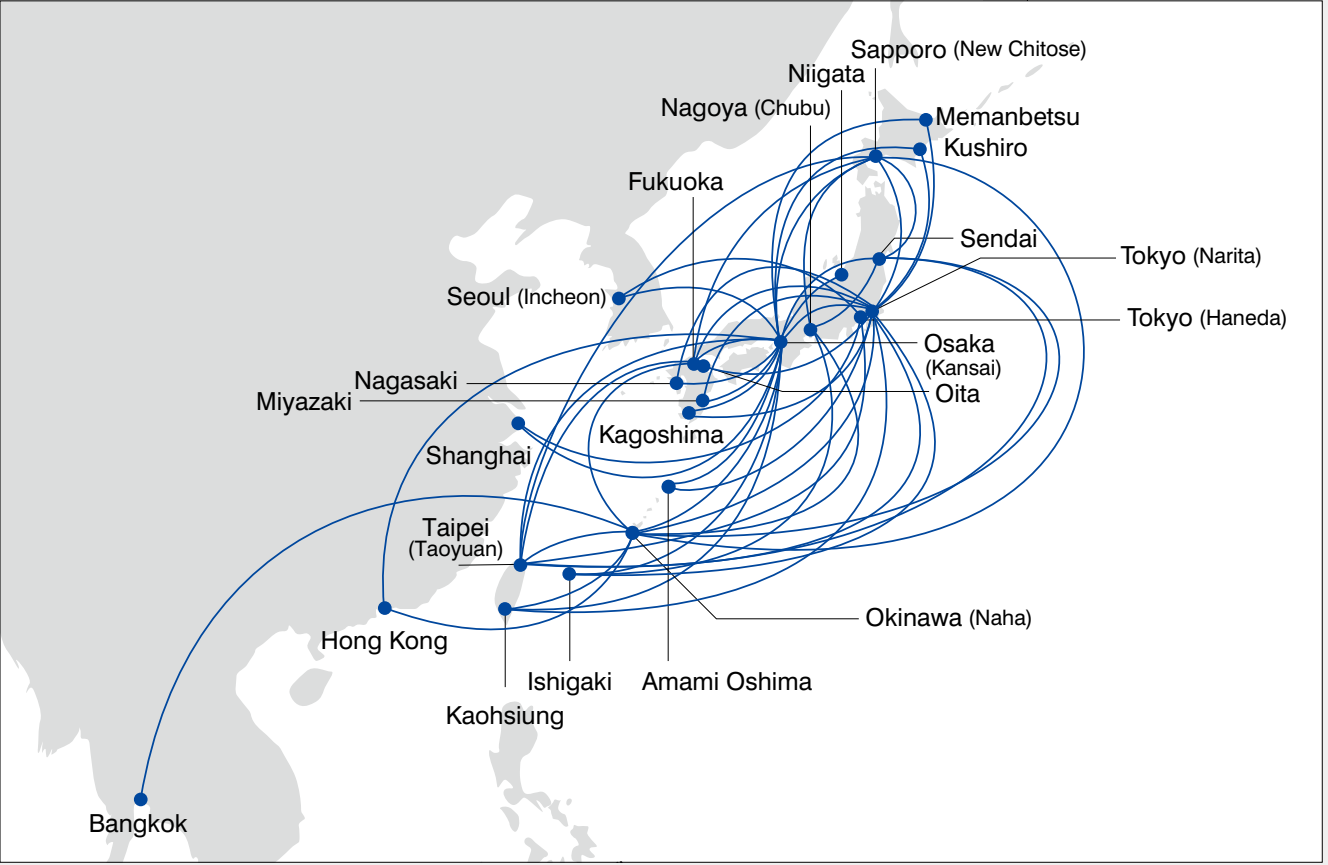 Sapporo (New Chitose)
Niigata
Nagoya (Chubu)
Memanbetsu
Kushiro
Fukuoka
Sendai
Tokyo (Narita)
Seoul (Incheon)
Tokyo (Haneda)
Osaka
(Kansai)
Nagasaki
Oita
Miyazaki
Kagoshima
Shanghai
Taipei
(Taoyuan)
Okinawa (Naha)
Hong Kong
Ishigaki
Amami Oshima
Kaohsiung
Bangkok